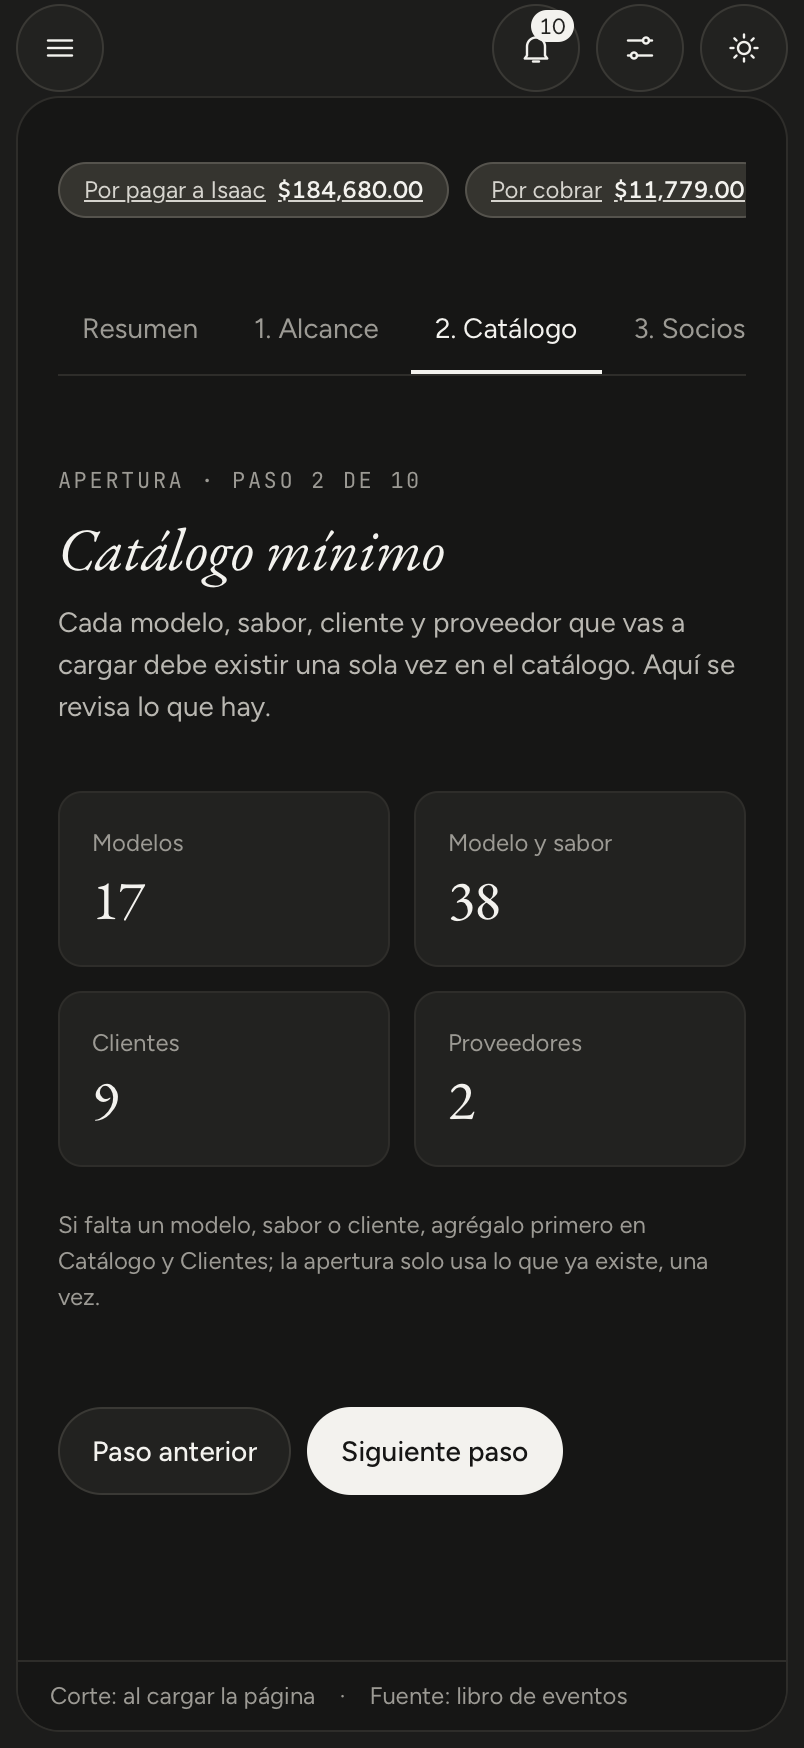 10
Por pagar a Isaac $184,680.00 Por cobrar $11,779.00
Resumen 1. Alcance 2. Catálogo 3. Socios
APERTURA · PASO 2 DE 10
Catálogo mínimo
Cada modelo, sabor, cliente y proveedor que vas a
cargar debe existir una sola vez en el catálogo. Aquí se
revisa lo que hay.
Modelos Modelo y sabor
17 38
Clientes Proveedores
9 2
Si falta un modelo, sabor o cliente, agrégalo primero en
Catálogo y Clientes; la apertura solo usa lo que ya existe, una
vez.
Paso anterior Siguiente paso
Corte: al cargar la página · Fuente: libro de eventos